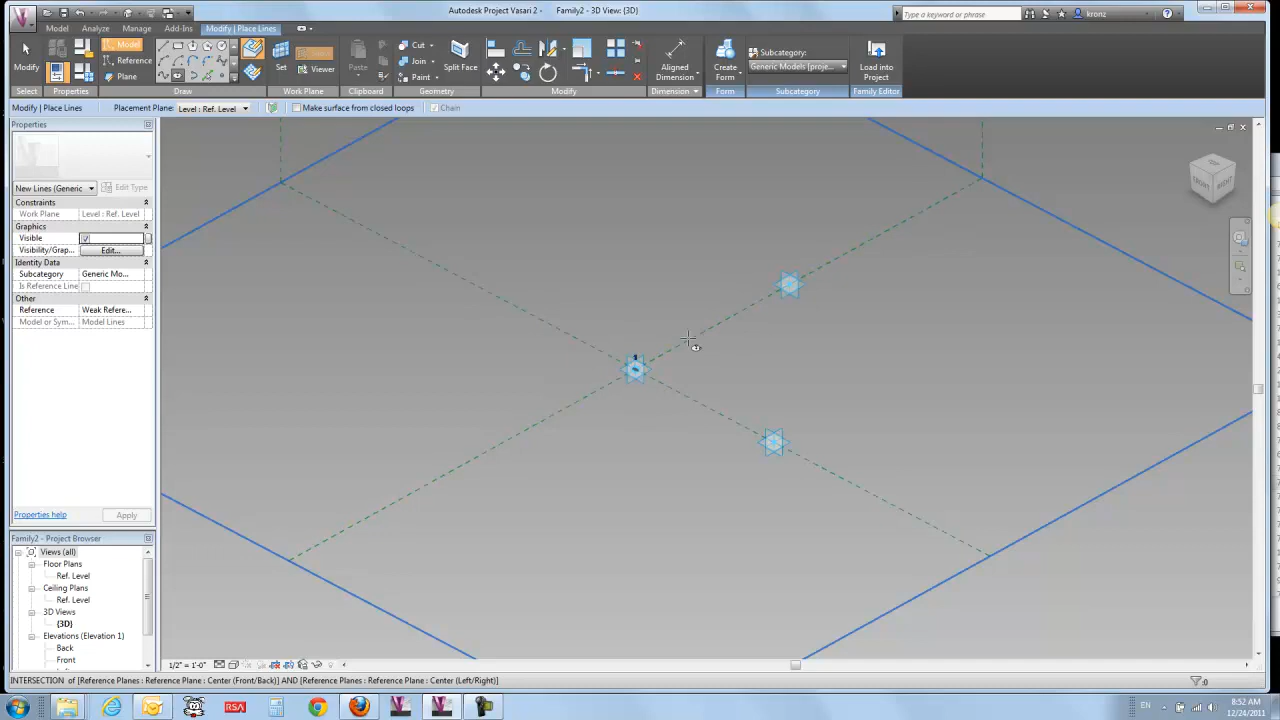 Autodesk Project Vasari 2 - Family2 - 3D View: {3D}
Type a keyword or phrase
kronz
Model Analyze Manage Add-Ins Modify | Place Lines
Modify
Model
Reference
Plane
Set
Viewer
Paste
Cut
Join
Paint
Split Face
Aligned
Dimension
Create
Form
Subcategory:
Generic Models [proje...
Load into
Project
Select Properties Draw Work Plane Clipboard Geometry Modify Dimension Form Subcategory Family Editor
Modify | Place Lines Placement Plane: Level : Ref. Level Make surface from closed loops Chain
Properties
New Lines (Generic Edit Type
Constraints
Work Plane Level : Ref. Level
Graphics
Visible
Visibility/Grap... Edit...
Identity Data
Subcategory Generic Mo...
Is Reference Line
Other
Reference Weak Refere...
Model or Sym... Model Lines
Properties help Apply
Family2 - Project Browser
Views (all)
Floor Plans
Ref. Level
Ceiling Plans
Ref. Level
3D Views
{3D}
Elevations (Elevation 1)
Back
Front
FRONT RIGHT
1/2" = 1'-0"
INTERSECTION of [Reference Planes : Reference Plane : Center (Front/Back)] AND [Reference Planes : Reference Plane : Center (Left/Right)]
:0
RSA
EN
8:52 AM
12/24/2011